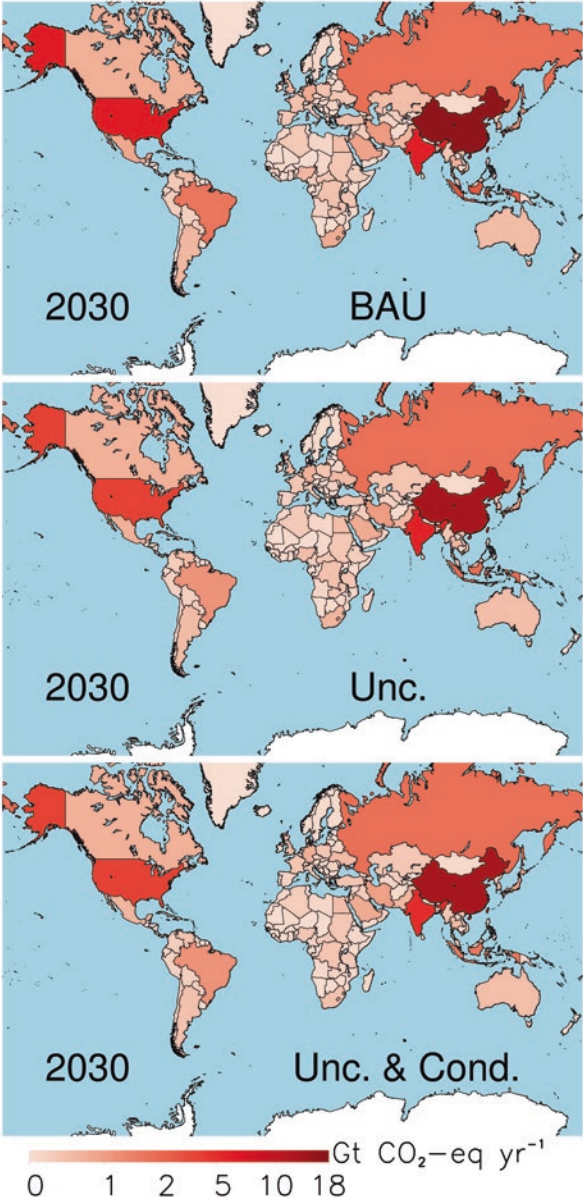 2030 BAU
2030 Unc.
2030 Unc. & Cond.
Gt CO₂–eq yr⁻¹
0 1 2 5 10 18